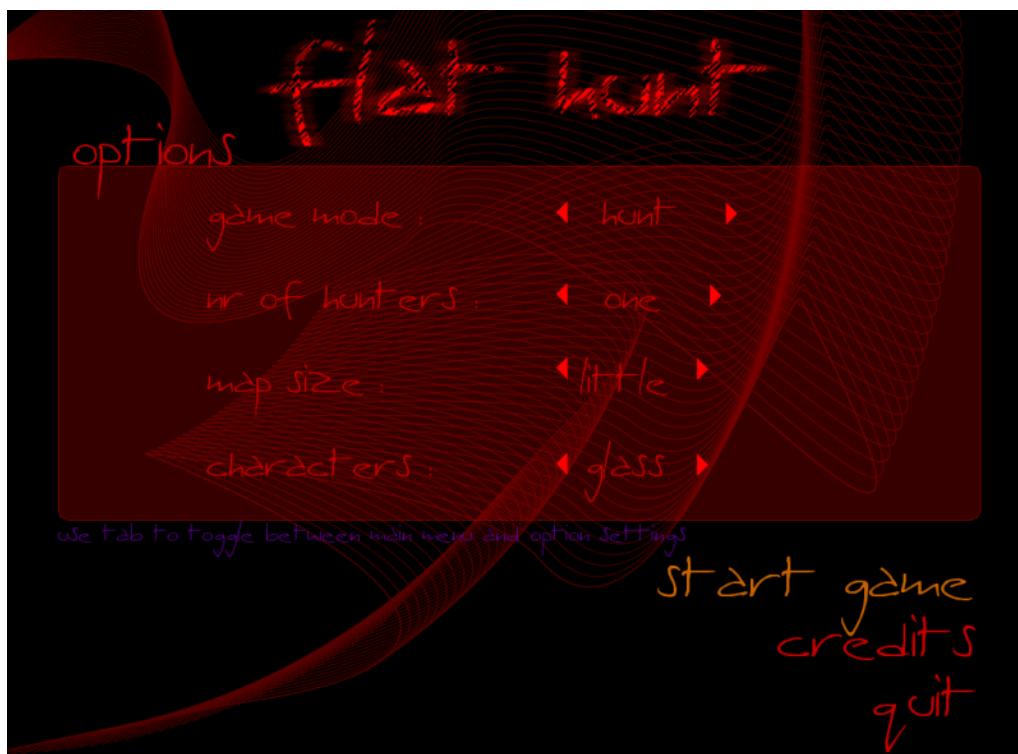 flat hunt
options
game mode : hunt
nr of hunters : one
map size : little
characters : glass
use tab to toggle between main menu and option settings
start game
credits
quit